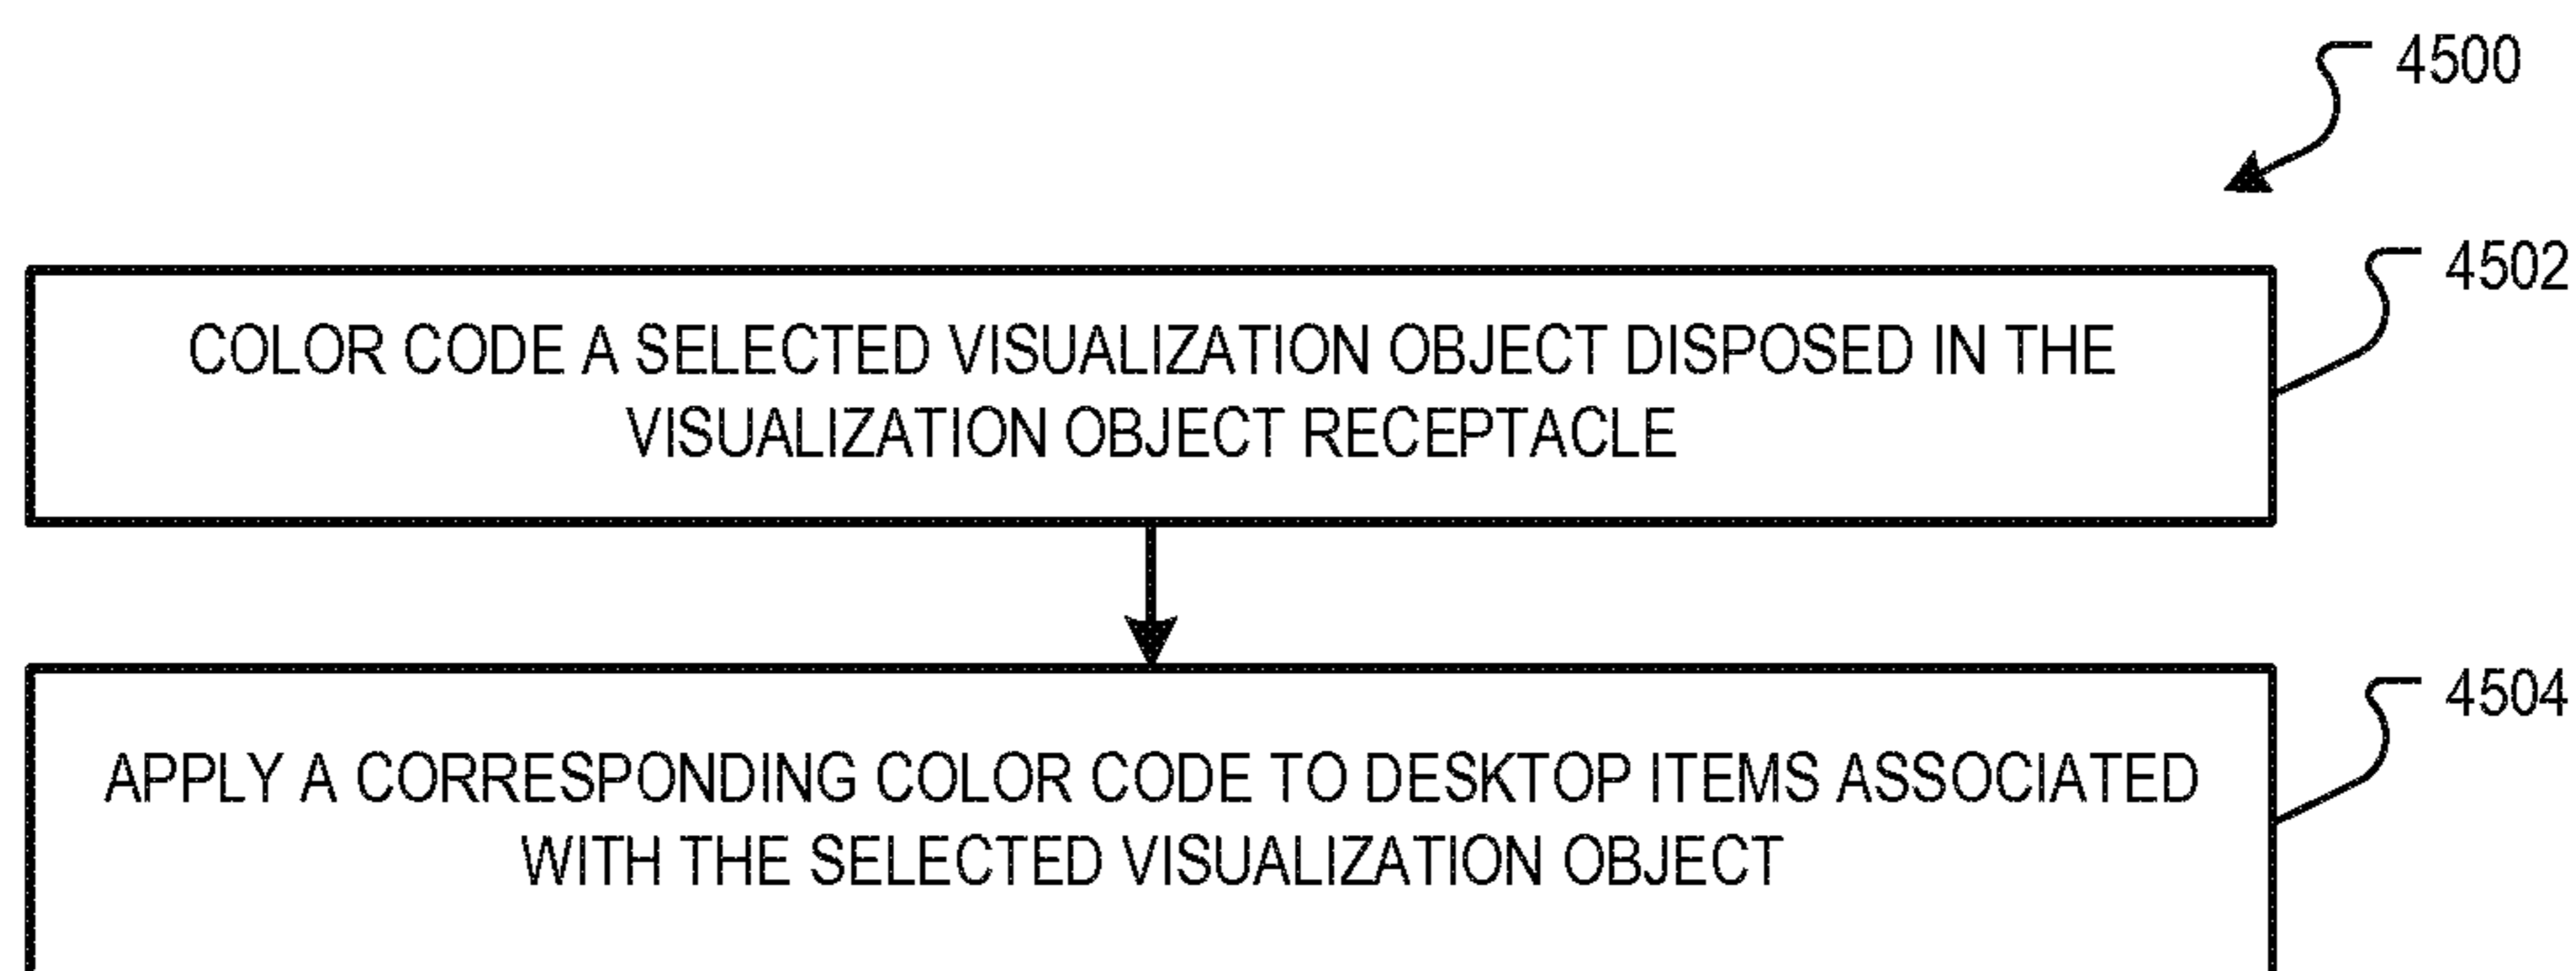 4500
4502
COLOR CODE A SELECTED VISUALIZATION OBJECT DISPOSED IN THE
VISUALIZATION OBJECT RECEPTACLE
4504
APPLY A CORRESPONDING COLOR CODE TO DESKTOP ITEMS ASSOCIATED
WITH THE SELECTED VISUALIZATION OBJECT